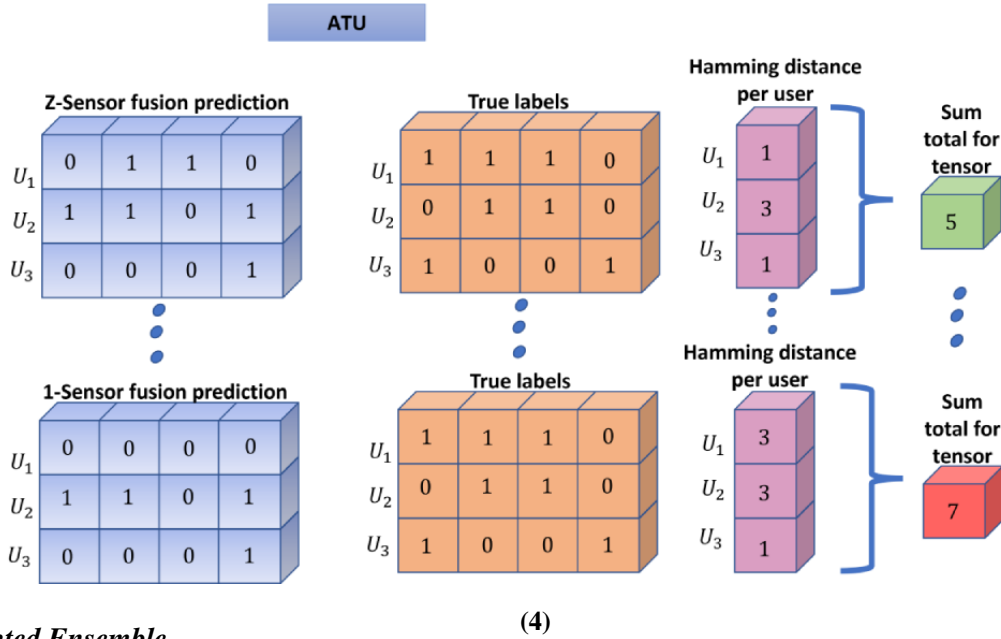 ATU
Z-Sensor fusion prediction
U1 0 1 1 0
U2 1 1 0 1
U3 0 0 0 1
True labels
U1 1 1 1 0
U2 0 1 1 0
U3 1 0 0 1
Hamming distance
per user
U1 1
U2 3
U3 1
Sum
total for
tensor
5
1-Sensor fusion prediction
U1 0 0 0 0
U2 1 1 0 1
U3 0 0 0 1
True labels
U1 1 1 1 0
U2 0 1 1 0
U3 1 0 0 1
Hamming distance
per user
U1 3
U2 3
U3 1
Sum
total for
tensor
7
(4)
Ensemble